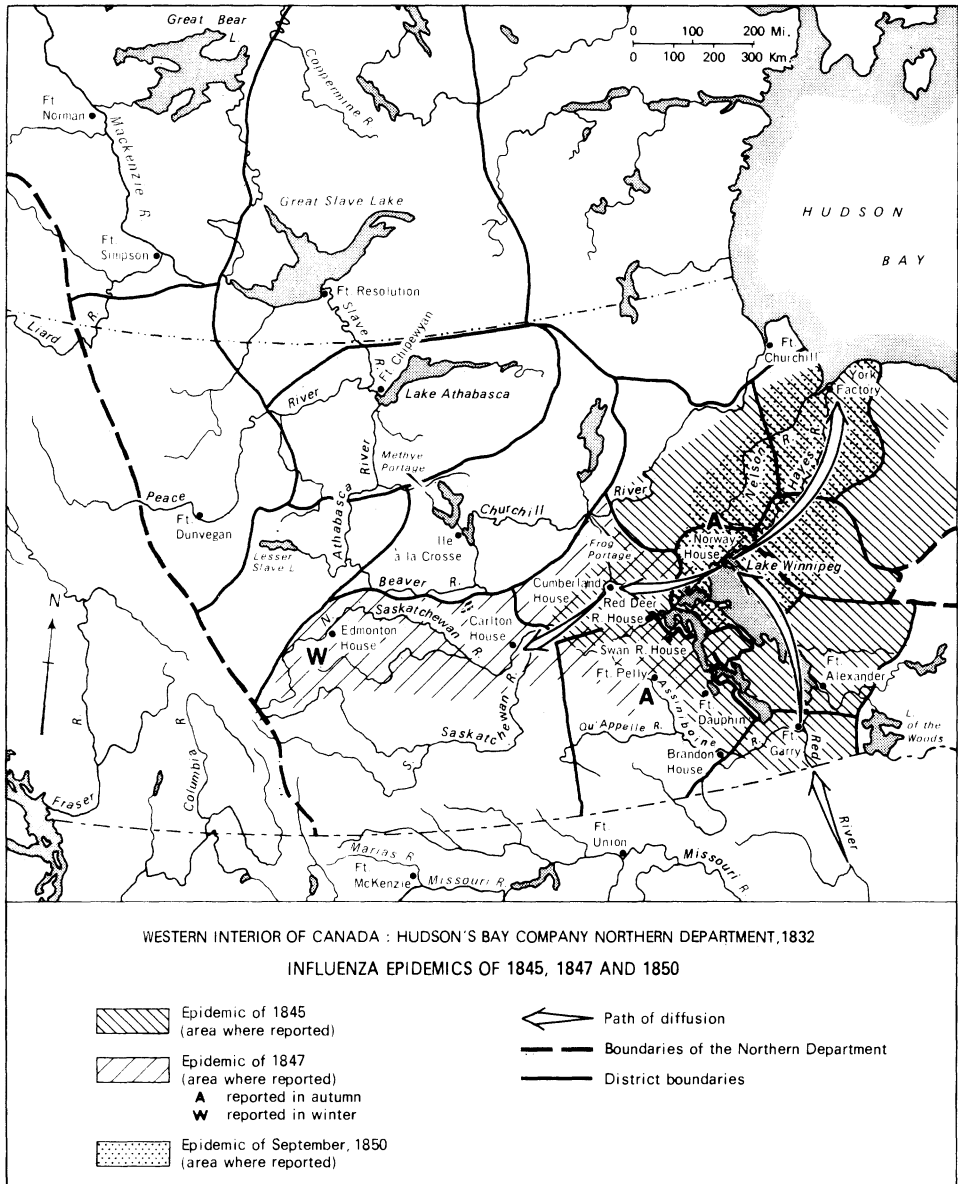 Great Bear
L.
0 100 200 Mi.
0 100 200 300 Km.
Coppermine R.
Ft.
Norman
Mackenzie
R
HUDSON
BAY
Great Slave Lake
Ft.
Simpson
Ft. Resolution
Slave
R
Liard
R
Ft. Chipewyan
Ft.
Churchill
York
Factory
River
Lake Athabasca
River
Methye
Portage
Nelson
R.
Hayes
R.
Peace
Ft.
Dunvegan
Athabasca
Churchill
River
Lesser
Slave L.
Ile
à la Crosse
Frog
Portage
A
Norway
House
Lake Winnipeg
Beaver R.
Cumberland
House
Red Deer
R. House
N
N.
Saskatchewan
R.
Ft.
Carlton
House
Edmonton
House
W
Swan R. House
Ft. Pelly
A
Assiniboine
R.
Ft.
Alexander
Ft.
Dauphin
Saskatchewan R.
S.
Qu'Appelle R.
Brandon
House
Ft.
Garry
Red
River
L.
of the
Woods
R
Columbia
R
Fraser
Ft.
Union
Marias R.
Ft.
McKenzie
Missouri R.
Missouri R.
WESTERN INTERIOR OF CANADA : HUDSON'S BAY COMPANY NORTHERN DEPARTMENT, 1832
INFLUENZA EPIDEMICS OF 1845, 1847 AND 1850
Epidemic of 1845
(area where reported)
Epidemic of 1847
(area where reported)
A reported in autumn
W reported in winter
Epidemic of September, 1850
(area where reported)
Path of diffusion
Boundaries of the Northern Department
District boundaries